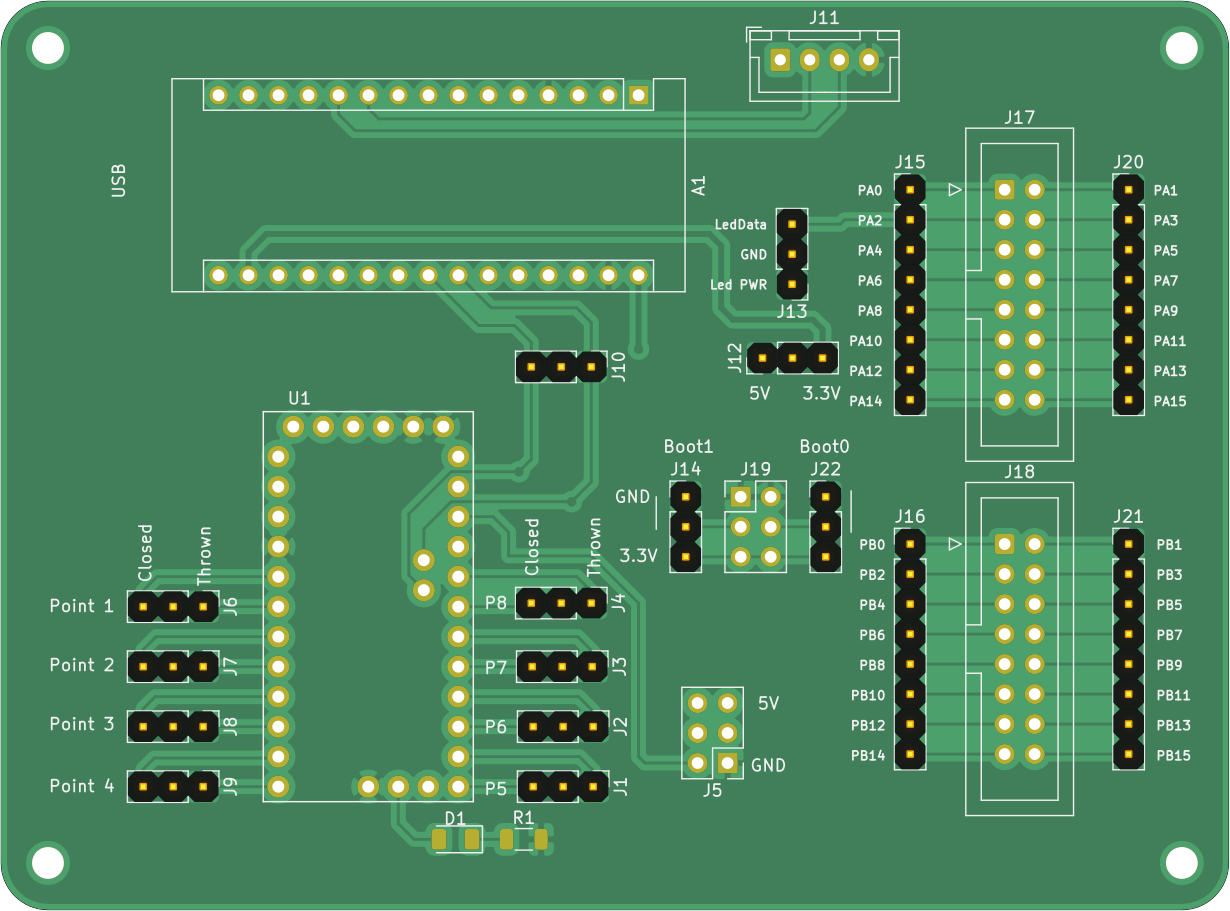 J11
USB
A1
J17
J15
J20
PA0
PA1
LedData
PA2
PA3
GND
PA4
PA5
Led PWR
PA6
PA7
J13
PA8
PA9
PA10
PA11
J10
J12
PA12
PA13
5V
3.3V
PA14
PA15
U1
Boot1
Boot0
J14
J19
J22
J18
GND
3.3V
J16
J21
PB0
PB1
PB2
PB3
PB4
PB5
PB6
PB7
PB8
PB9
PB10
PB11
PB12
PB13
PB14
PB15
Closed
Thrown
Closed
Thrown
Point 1
J6
P8
J4
Point 2
J7
P7
J3
Point 3
J8
P6
J2
Point 4
J9
P5
J1
5V
GND
J5
D1
R1